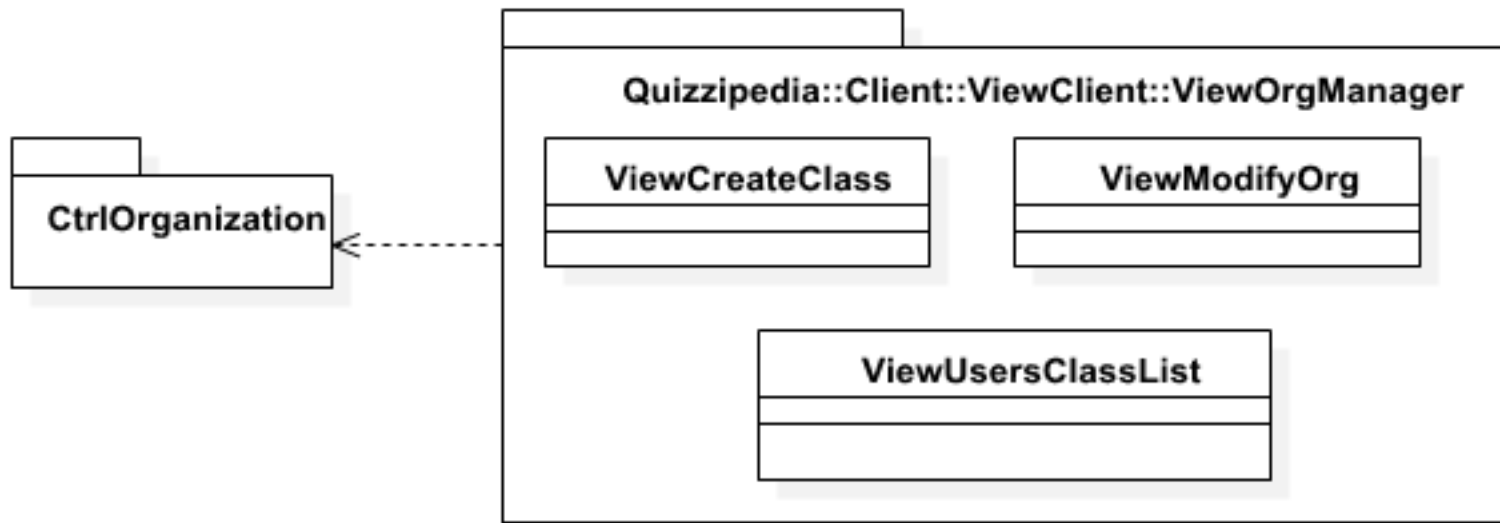 Quizzipedia::Client::ViewClient::ViewOrgManager
ViewCreateClass
ViewModifyOrg
CtrlOrganization
ViewUsersClassList